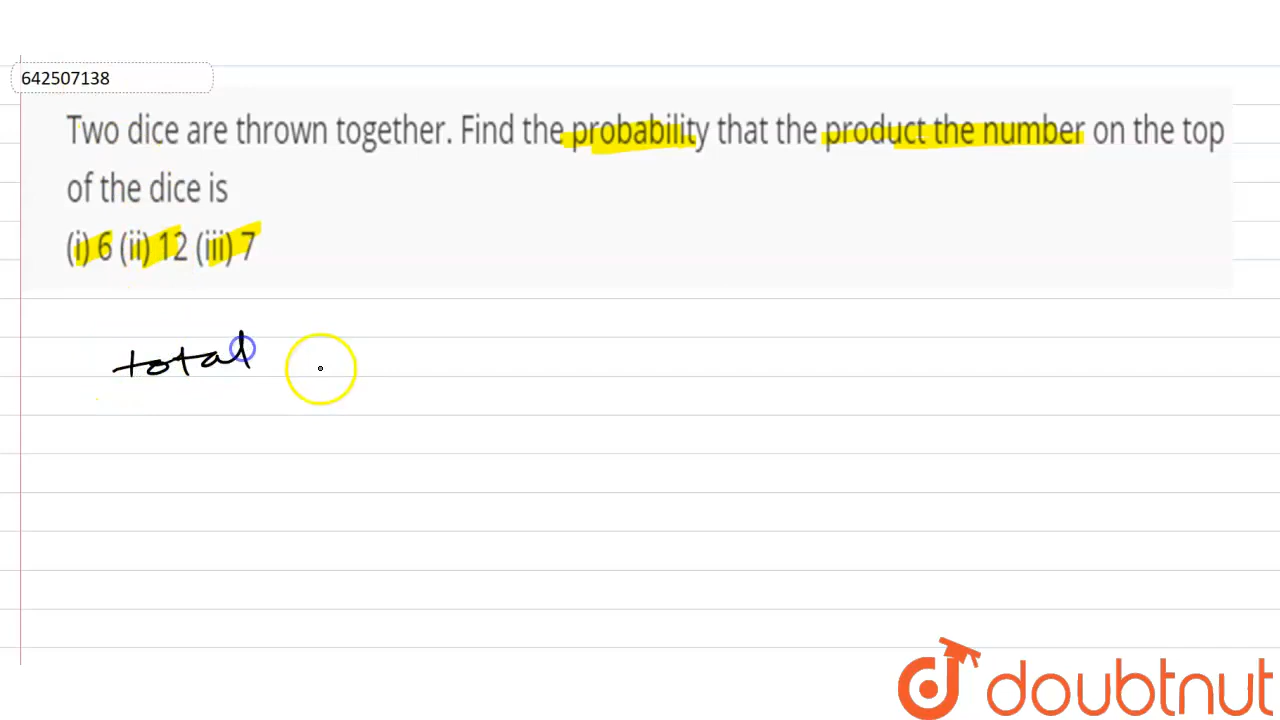 642507138
Two dice are thrown together. Find the probability that the product the number on the top
of the dice is
(i) 6 (ii) 12 (iii) 7
total
doubtnut